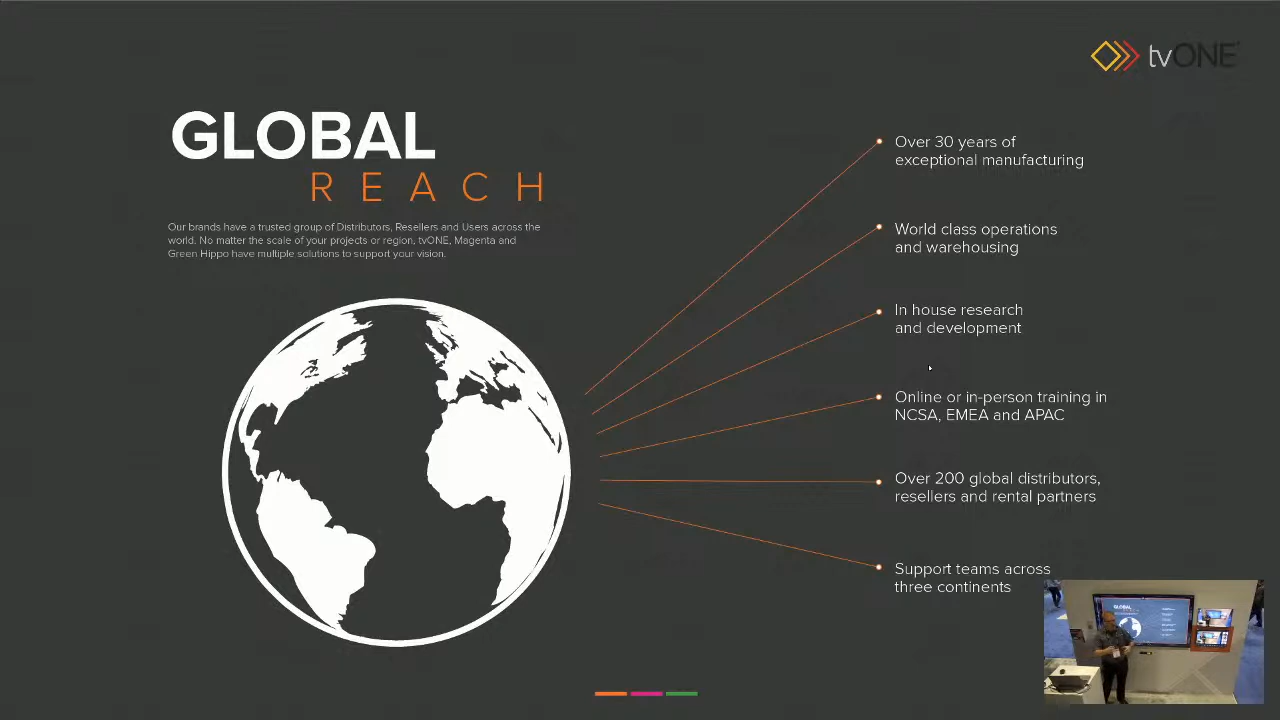 tvONE
GLOBAL
REACH
Our brands have a trusted group of Distributors, Resellers and Users across the
world. No matter the scale of your projects or region, tvONE, Magenta and
Green Hippo have multiple solutions to support your vision.
Over 30 years of
exceptional manufacturing
World class operations
and warehousing
In house research
and development
Online or in-person training in
NCSA, EMEA and APAC
Over 200 global distributors,
resellers and rental partners
Support teams across
three continents
GLOBAL